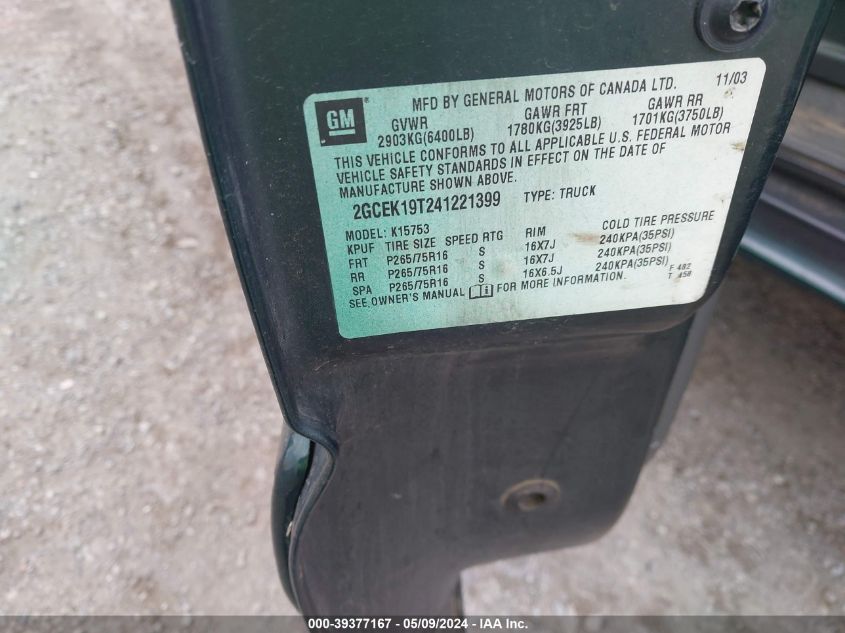 GM
MFD BY GENERAL MOTORS OF CANADA LTD. 11/03
GVWR GAWR FRT GAWR RR
2903KG(6400LB) 1780KG(3925LB) 1701KG(3750LB)
THIS VEHICLE CONFORMS TO ALL APPLICABLE U.S. FEDERAL MOTOR
VEHICLE SAFETY STANDARDS IN EFFECT ON THE DATE OF
MANUFACTURE SHOWN ABOVE.
2GCEK19T241221399 TYPE: TRUCK
MODEL: K15753
KPUF TIRE SIZE SPEED RTG RIM COLD TIRE PRESSURE
FRT P265/75R16 S 16X7J 240KPA(35PSI)
RR P265/75R16 S 16X7J 240KPA(35PSI)
SPA P265/75R16 S 16X6.5J 240KPA(35PSI)
SEE OWNER'S MANUAL FOR MORE INFORMATION.
F 482
T 458
000-39377167 - 05/09/2024 - IAA Inc.